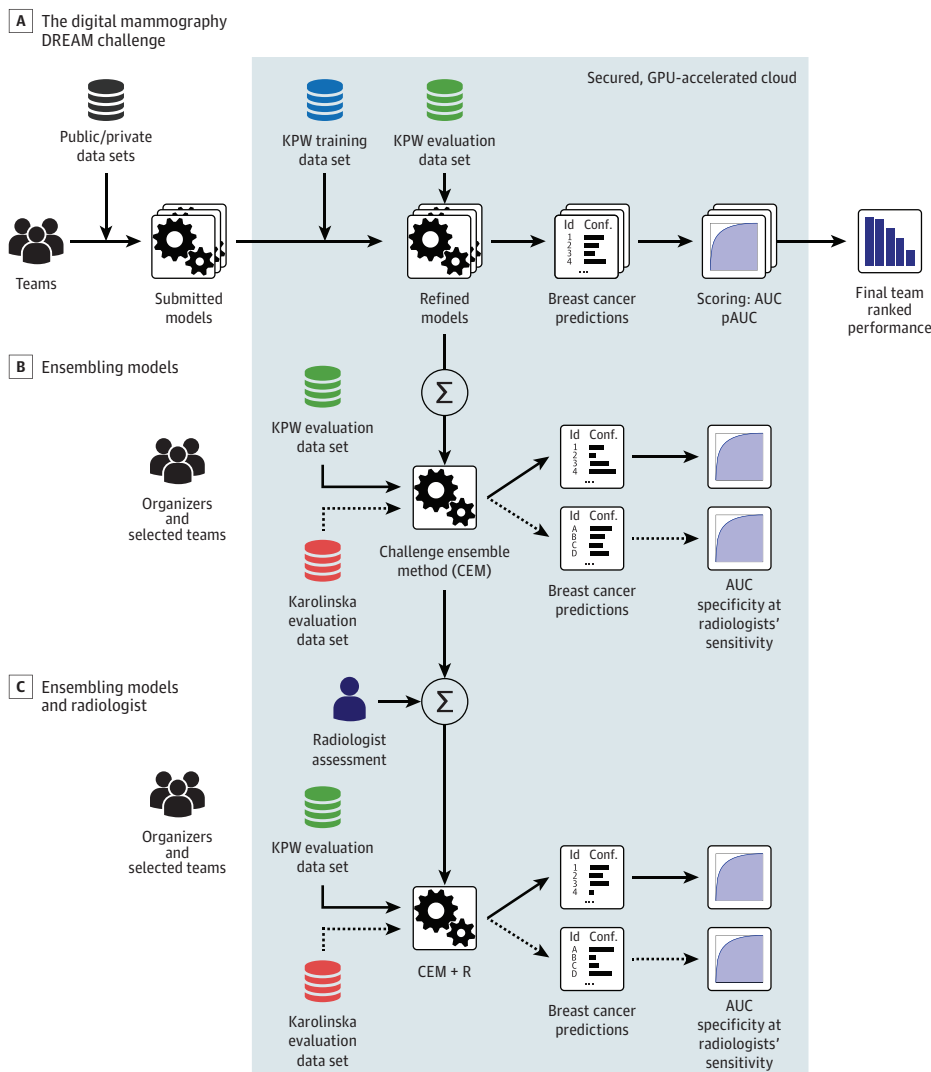 A The digital mammography
DREAM challenge
Secured, GPU-accelerated cloud
Public/private
data sets
KPW training
data set
KPW evaluation
data set
Id Conf.
1
2
3
4
...
Teams
Submitted
models
Refined
models
Breast cancer
predictions
Scoring: AUC
pAUC
Final team
ranked
performance
B Ensembling models
Σ
KPW evaluation
data set
Id Conf.
1
2
3
4
...
Organizers
and
selected teams
Id Conf.
A
B
C
D
...
Challenge ensemble
method (CEM)
Karolinska
evaluation
data set
Breast cancer
predictions
AUC
specificity at
radiologists'
sensitivity
C Ensembling models
and radiologist
Σ
Radiologist
assessment
Organizers
and
selected teams
KPW evaluation
data set
Id Conf.
1
2
3
4
...
Id Conf.
A
B
C
D
...
CEM + R
Karolinska
evaluation
data set
Breast cancer
predictions
AUC
specificity at
radiologists'
sensitivity